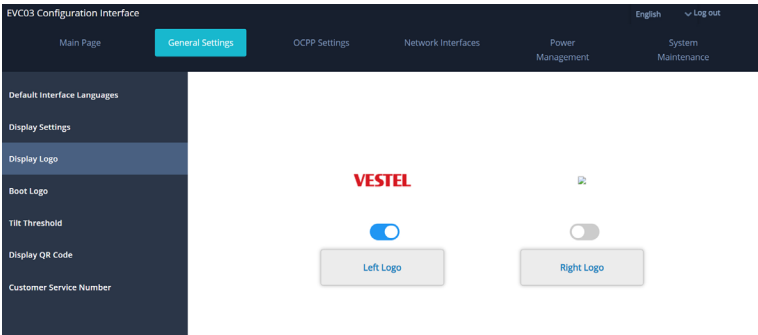 EVC03 Configuration Interface
English
Log out
Main Page
General Settings
OCPP Settings
Network Interfaces
Power
Management
System
Maintenance
Default Interface Languages
Display Settings
Display Logo
Boot Logo
Tilt Threshold
Display QR Code
Customer Service Number
VESTEL
Left Logo
Right Logo